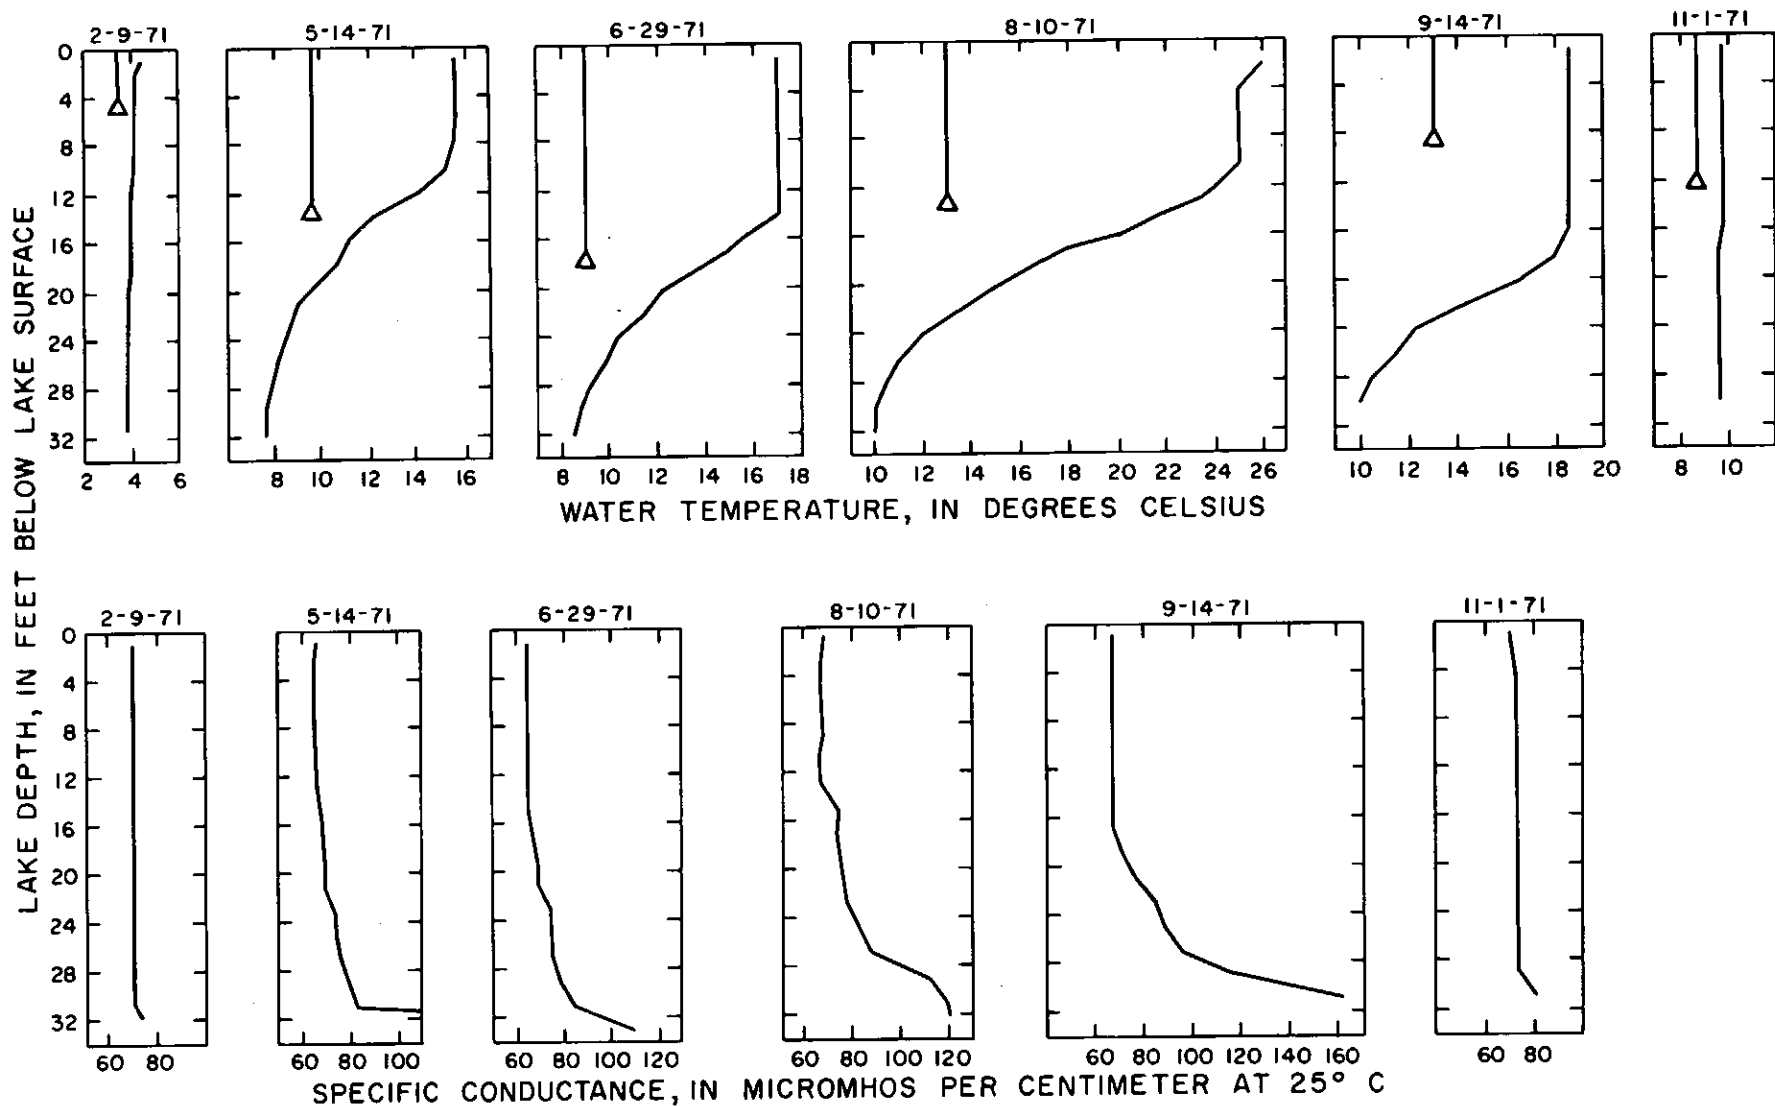 2-9-71 5-14-71 6-29-71 8-10-71 9-14-71 11-1-71
0
4
8
12
16
20
24
28
32
2 4 6 8 10 12 14 16 8 10 12 14 16 18 10 12 14 16 18 20 22 24 26 10 12 14 16 18 20 8 10
WATER TEMPERATURE, IN DEGREES CELSIUS
LAKE DEPTH, IN FEET BELOW LAKE SURFACE
2-9-71 5-14-71 6-29-71 8-10-71 9-14-71 11-1-71
0
4
8
12
16
20
24
28
32
60 80 60 80 100 60 80 100 120 60 80 100 120 60 80 100 120 140 160 60 80
SPECIFIC CONDUCTANCE, IN MICROMHOS PER CENTIMETER AT 25° C